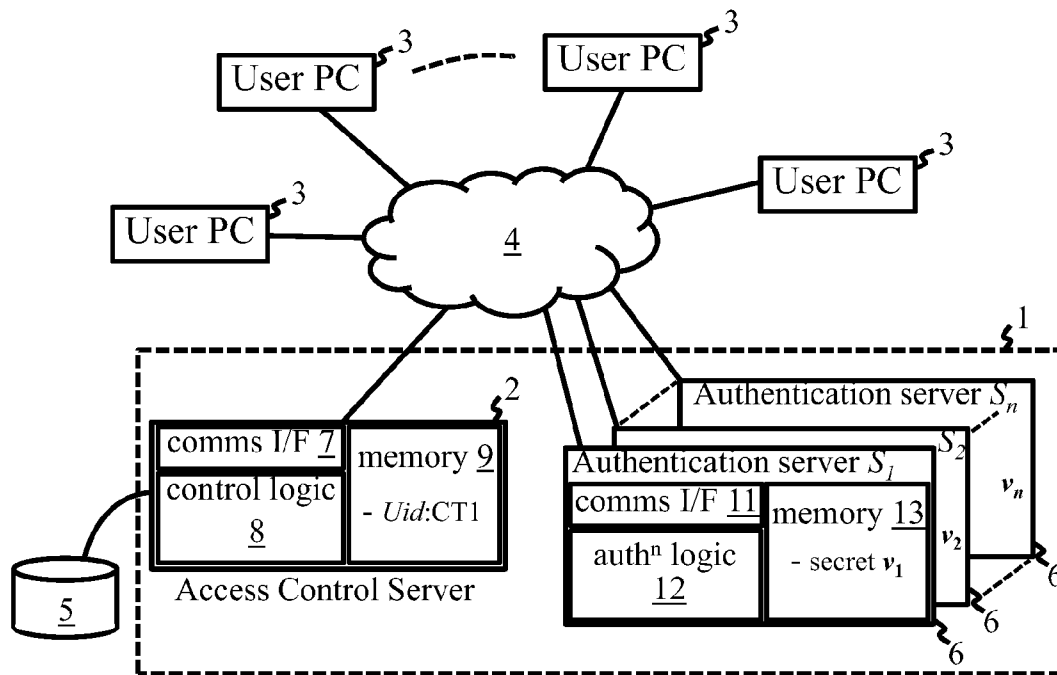 3
User PC
3
User PC
3
User PC
3
User PC
4
1
2
comms I/F 7
control logic
8
memory 9
- Uid:CT1
Access Control Server
5
Authentication server Sn
vn
6
S2
v2
6
Authentication server S1
comms I/F 11
authⁿ logic
12
memory 13
- secret v1
6